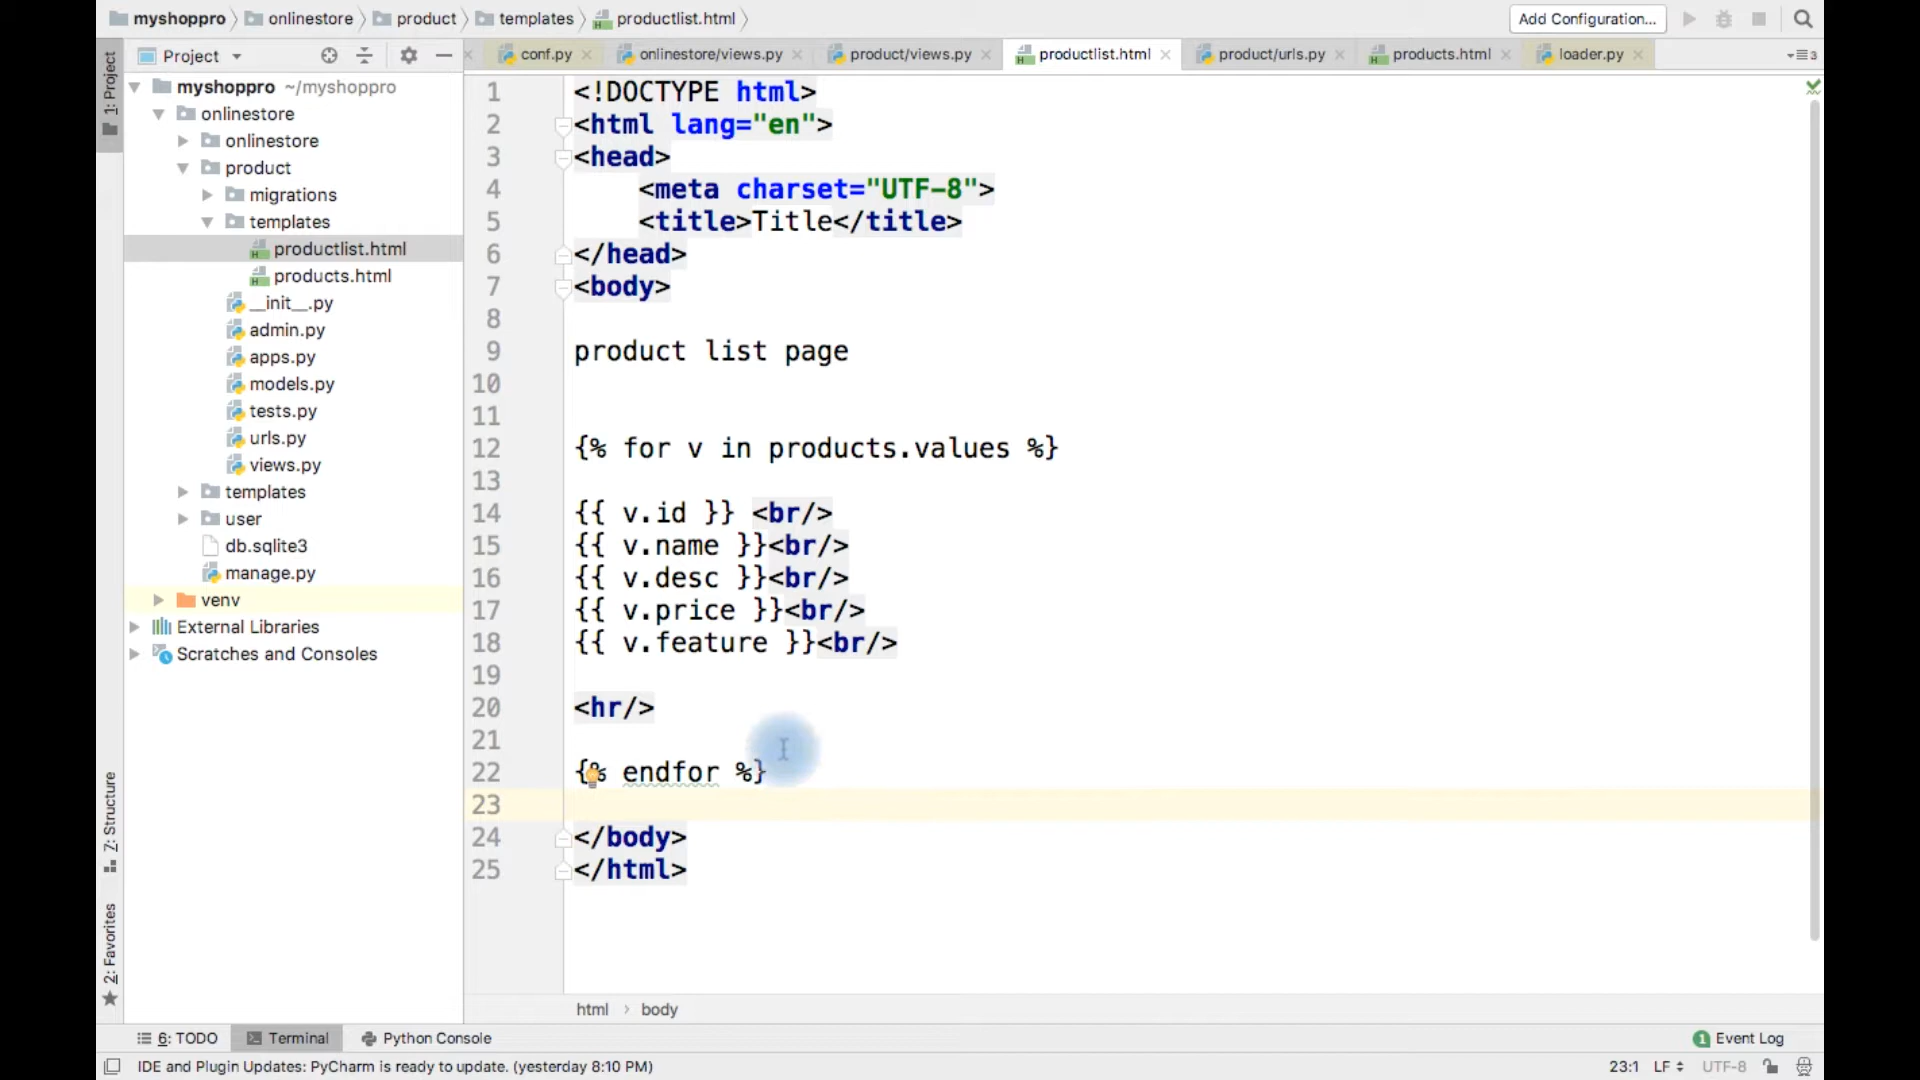 myshoppro onlinestore product templates productlist.html Add Configuration...
1: Project
Project
conf.py onlinestore/views.py product/views.py productlist.html product/urls.py products.html loader.py 3
myshoppro ~/myshoppro
onlinestore
onlinestore
product
migrations
templates
productlist.html
products.html
__init__.py
admin.py
apps.py
models.py
tests.py
urls.py
views.py
templates
user
db.sqlite3
manage.py
venv
External Libraries
Scratches and Consoles
1 <!DOCTYPE html>
2 <html lang="en">
3 <head>
4 <meta charset="UTF-8">
5 <title>Title</title>
6 </head>
7 <body>
8
9 product list page
10
11
12 {% for v in products.values %}
13
14 {{ v.id }} <br/>
15 {{ v.name }}<br/>
16 {{ v.desc }}<br/>
17 {{ v.price }}<br/>
18 {{ v.feature }}<br/>
19
20 <hr/>
21
22 {% endfor %}
23
24 </body>
25 </html>
Z: Structure
2: Favorites
html body
6: TODO Terminal Python Console 1 Event Log
IDE and Plugin Updates: PyCharm is ready to update. (yesterday 8:10 PM) 23:1 LF UTF-8